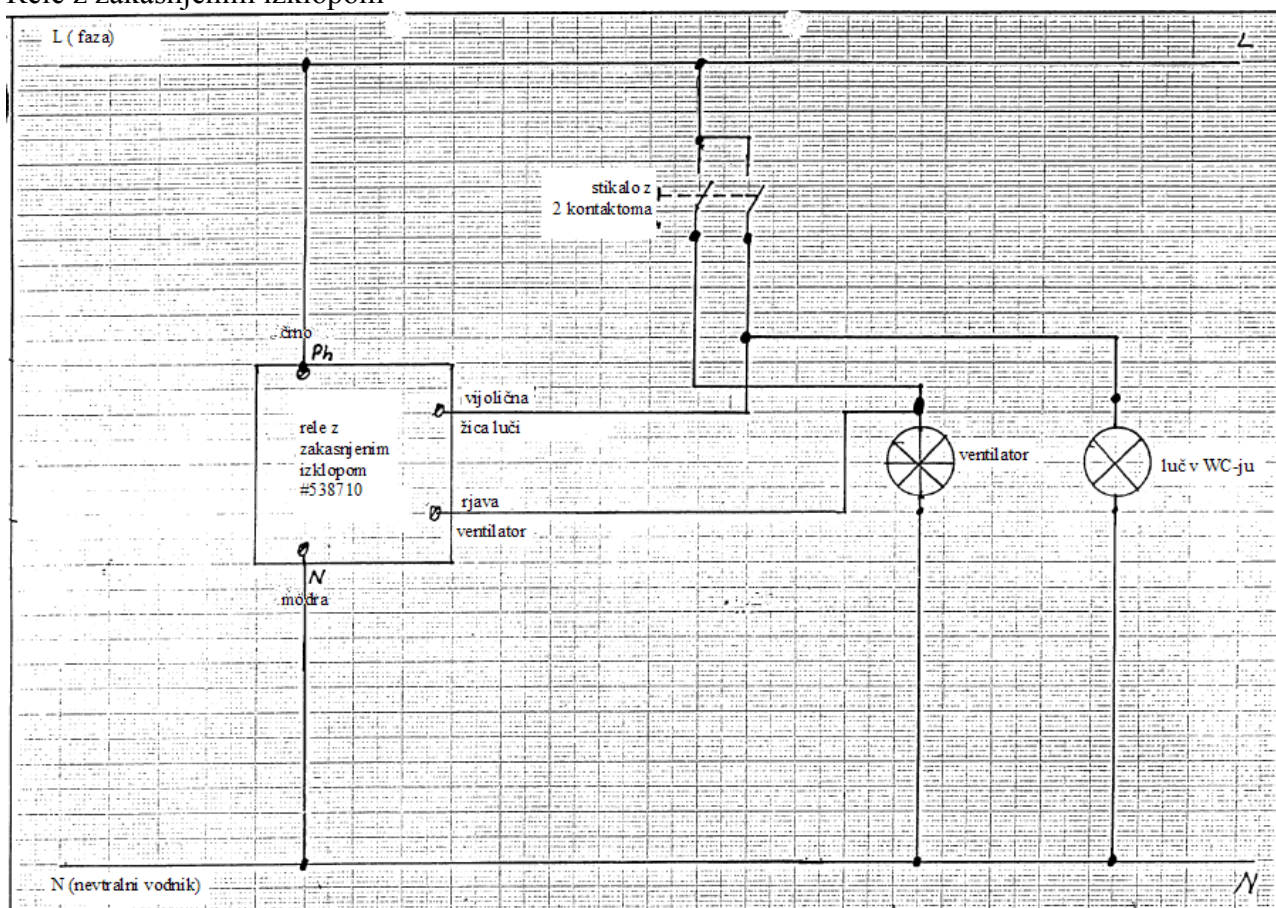 Rele z zakasnjenim izklopom
L ( faza)
L
stikalo z
2 kontaktoma
črno
Ph
vijolična
žica luči
rele z
zakasnjenim
izklopom
#538710
ventilator
luč v WC-ju
rjava
ventilator
N
modra
N (nevtralni vodnik)
N